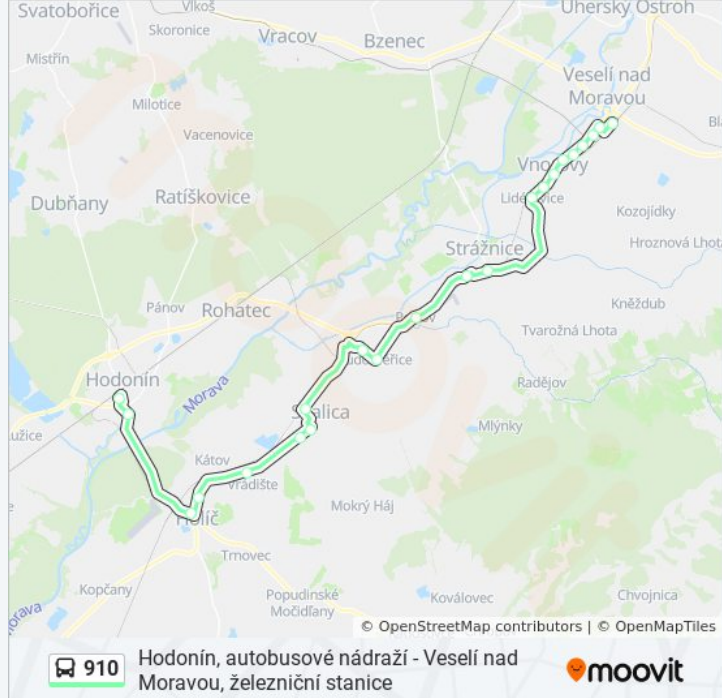 Svatobořice
Vlkoš
Uherský Ostroh
Skoronice
Vracov
Bzenec
Mistřín
Veselí nad
Moravou
Milotice
Vacenovice
Vnorovy
Ratíškovice
Dubňany
Kozojídky
Hroznová Lhota
Strážnice
Pánov
Rohatec
Kněždub
Tvarožná Lhota
Hodonín
Morava
Radějov
Skalica
Mlýnky
Kátov
Vrádište
Mokrý Háj
Holíč
Trnovec
Kopčany
Popudinské
Močidľany
Koválovec
Chvojnica
© OpenStreetMap contributors | © OpenMapTiles
910
Hodonín, autobusové nádraží - Veselí nad
Moravou, železniční stanice
moovit